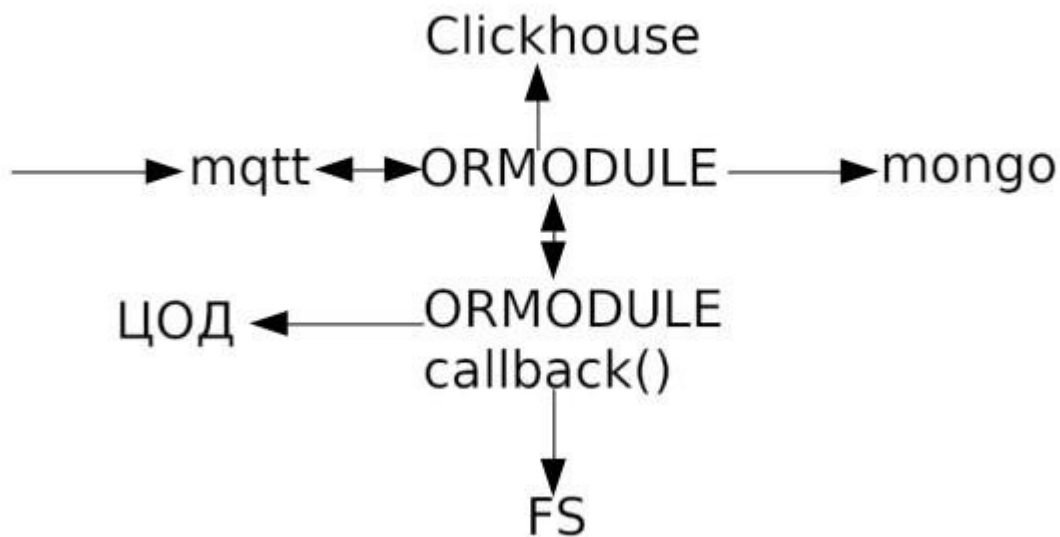 Clickhouse
mqtt ORMODULE mongo
ЦОД ORMODULE
callback()
FS